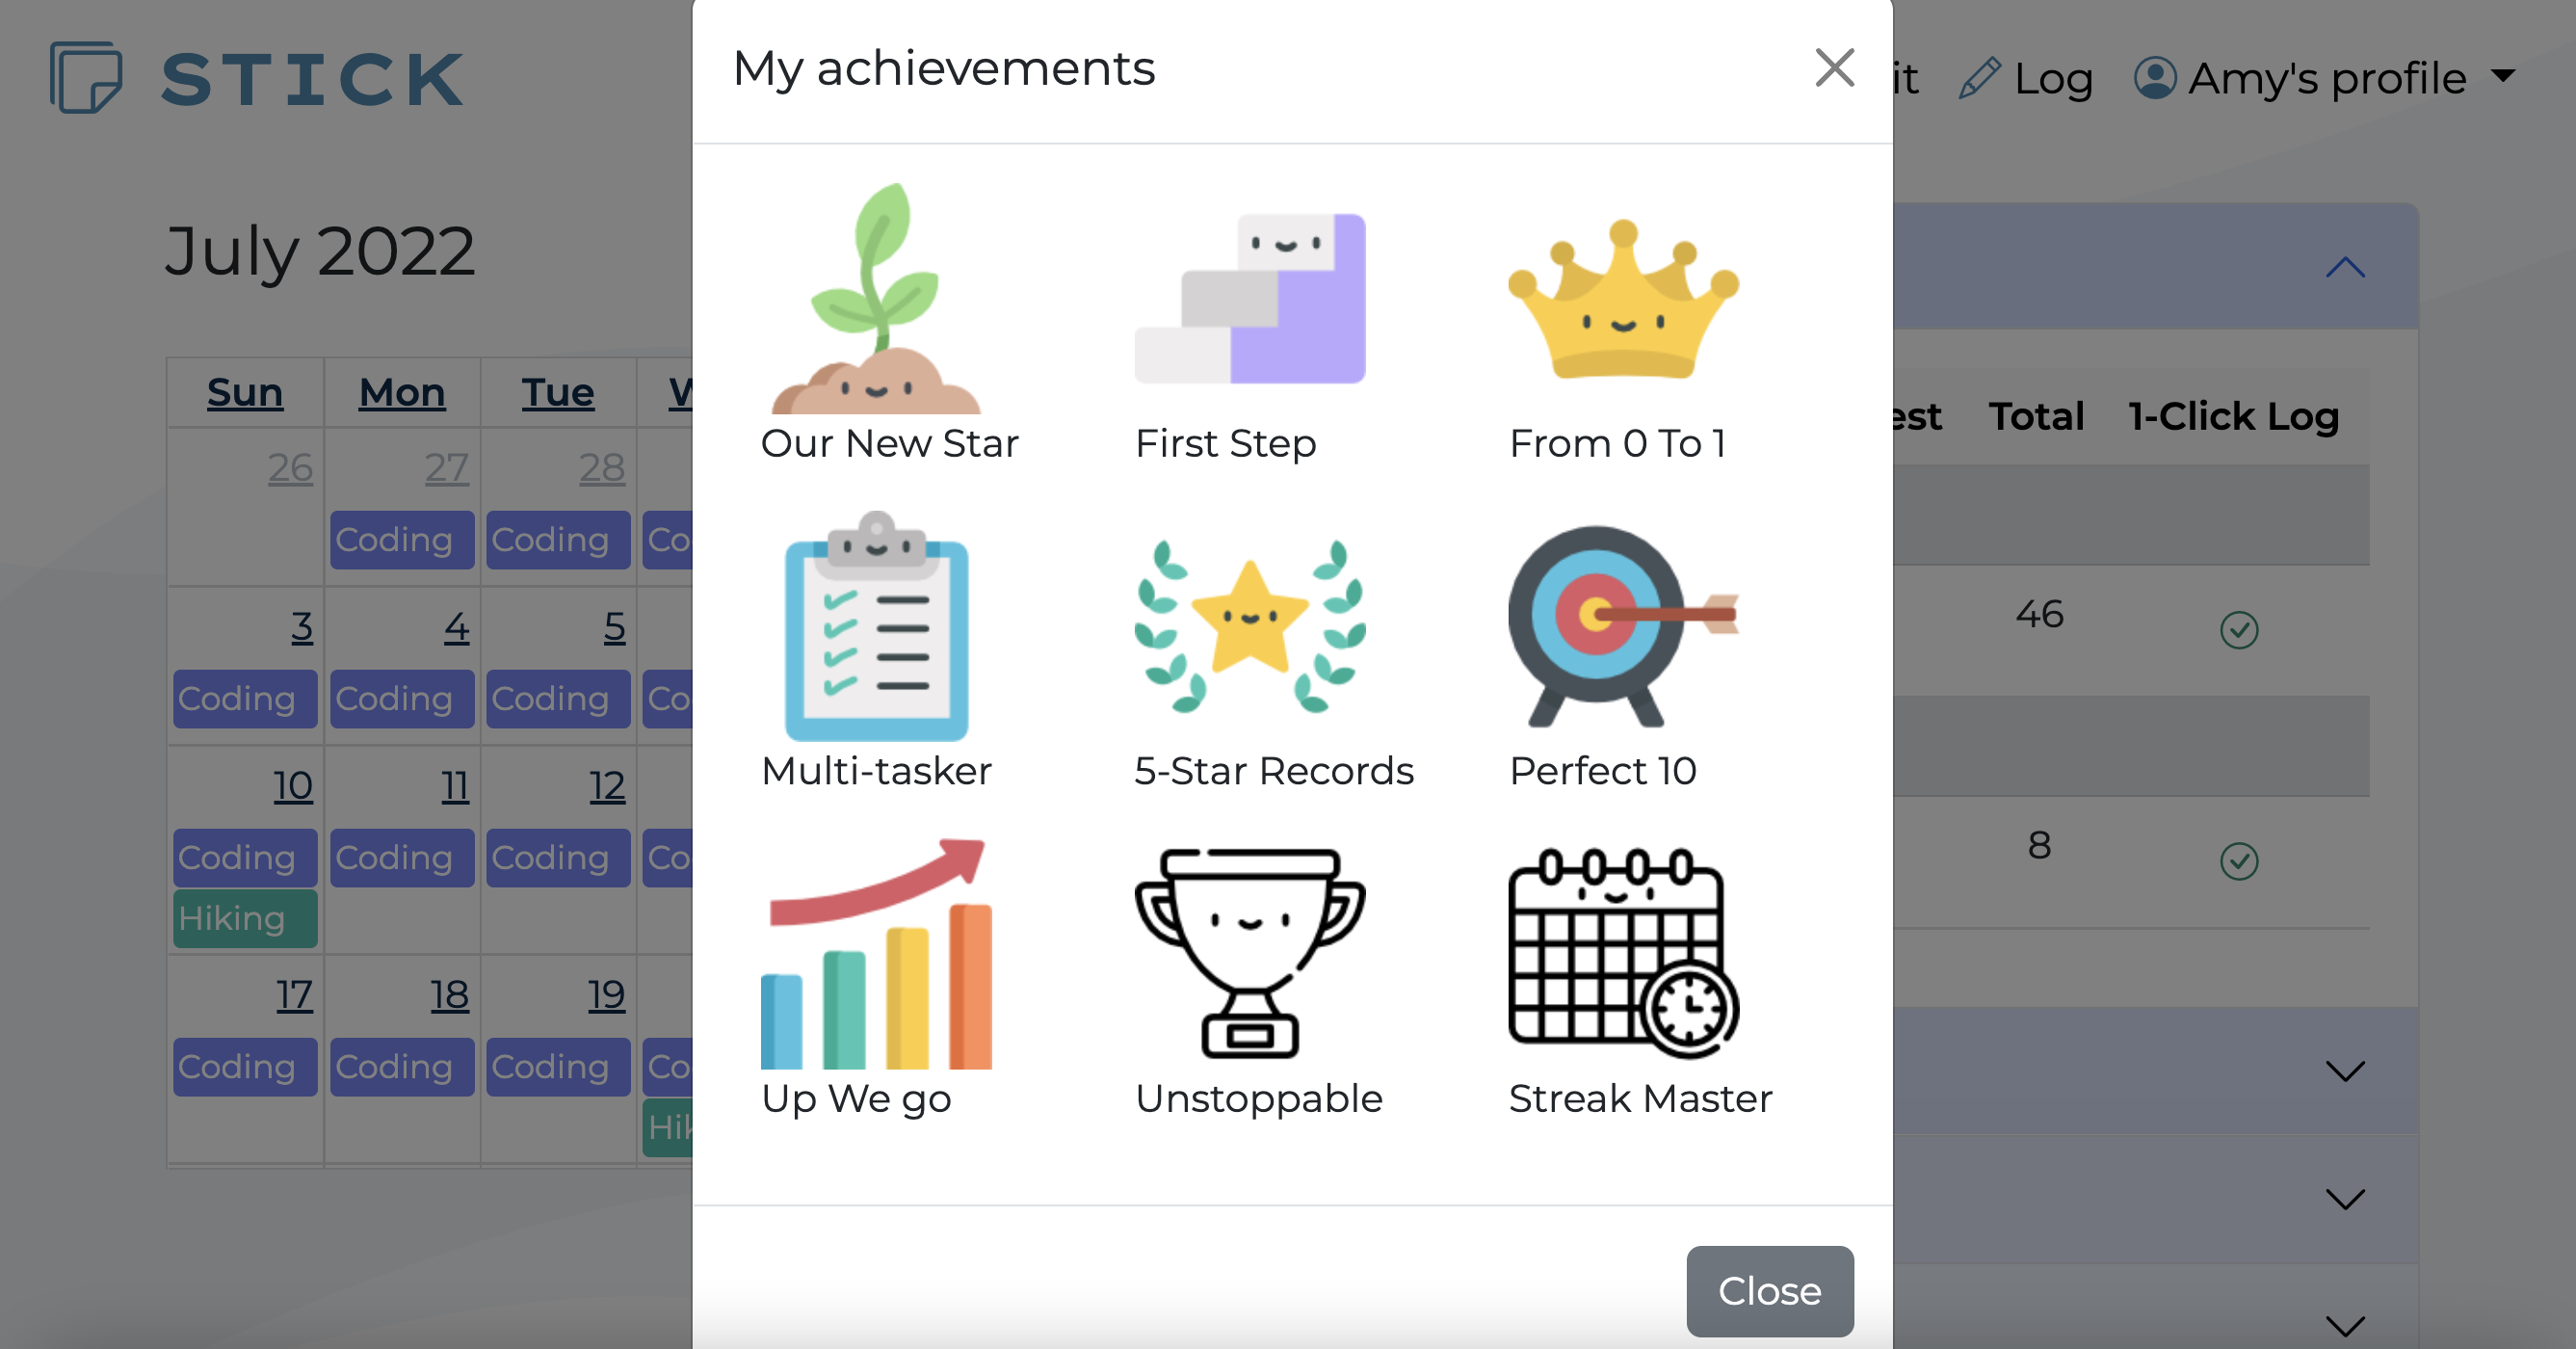 STICK
it
Log
Amy's profile
July 2022
Sun Mon Tue W
26 27 28
Coding Coding Co
3 4 5
Coding Coding Coding Co
10 11 12
Coding Coding Coding Co
Hiking
17 18 19
Coding Coding Coding Co
Hik
My achievements
Our New Star First Step From 0 To 1
Multi-tasker 5-Star Records Perfect 10
Up We go Unstoppable Streak Master
Close
est Total 1-Click Log
46
8